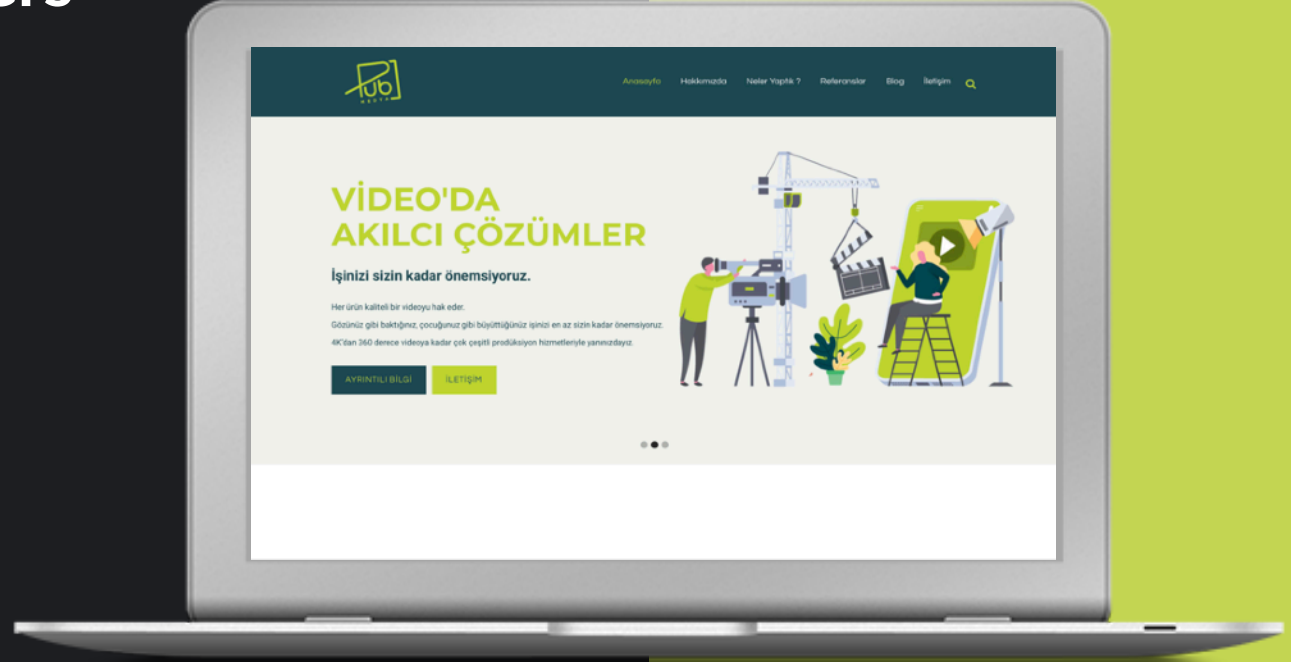 Pub
MEDYA
Anasayfa Hakkımızda Neler Yaptık ? Referanslar Blog İletişim
VİDEO'DA
AKILCI ÇÖZÜMLER
İşinizi sizin kadar önemsiyoruz.
Her ürün kaliteli bir videoyu hak eder.
Gözünüz gibi baktığınız, çocuğunuz gibi büyüttüğünüz işinizi en az sizin kadar önemsiyoruz.
4K'dan 360 derece videoya kadar çok çeşitli prodüksiyon hizmetleriyle yanınızdayız.
AYRINTILI BİLGİ İLETİŞİM